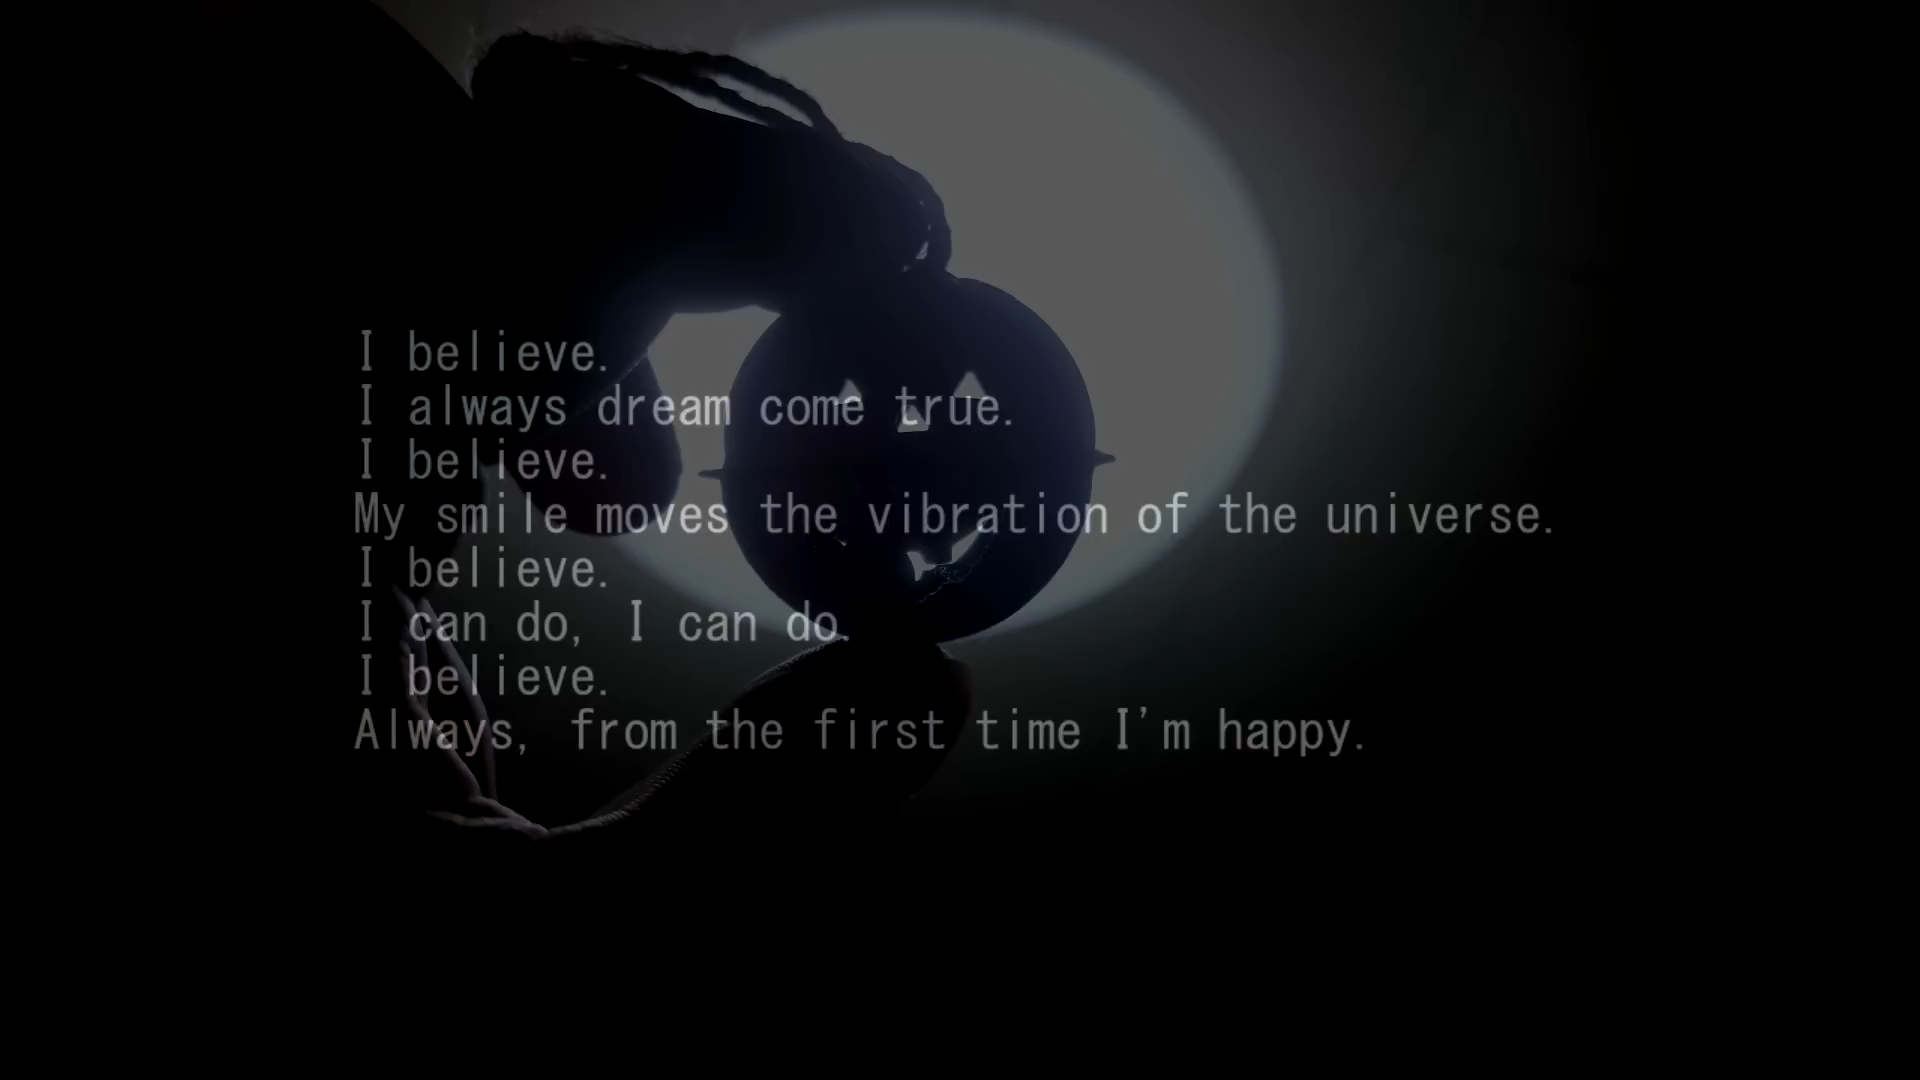 I believe.
I always dream come true.
I believe.
My smile moves the vibration of the universe.
I believe.
I can do, I can do.
I believe.
Always, from the first time I'm happy.